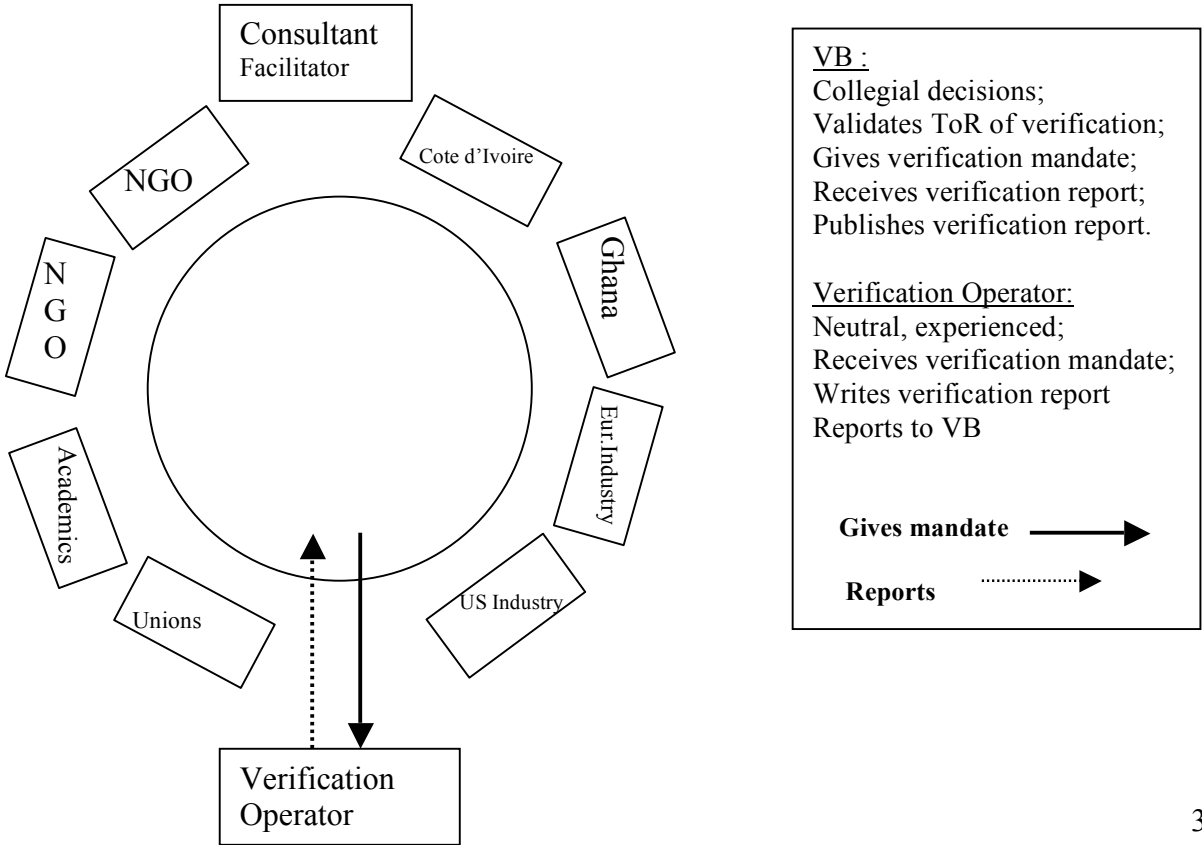 Consultant
Facilitator
NGO
Cote d'Ivoire
N
G
O
Ghana
Academics
Eur.Industry
Unions
US Industry
Verification
Operator
VB :
Collegial decisions;
Validates ToR of verification;
Gives verification mandate;
Receives verification report;
Publishes verification report.
Verification Operator:
Neutral, experienced;
Receives verification mandate;
Writes verification report
Reports to VB
Gives mandate
Reports
3